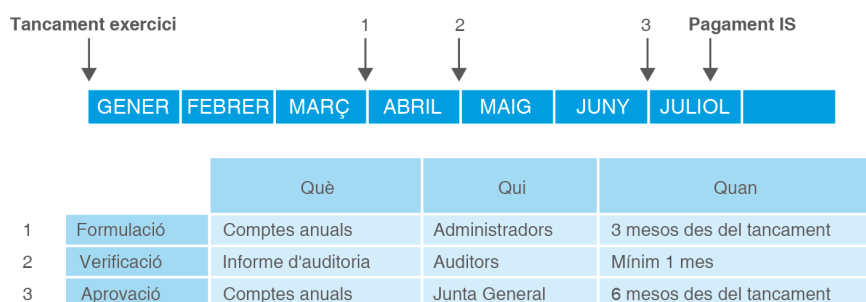 Tancament exercici 1 2 3 Pagament IS
GENER FEBRER MARÇ ABRIL MAIG JUNY JULIOL
Què Qui Quan
1 Formulació Comptes anuals Administradors 3 mesos des del tancament
2 Verificació Informe d'auditoria Auditors Mínim 1 mes
3 Aprovació Comptes anuals Junta General 6 mesos des del tancament